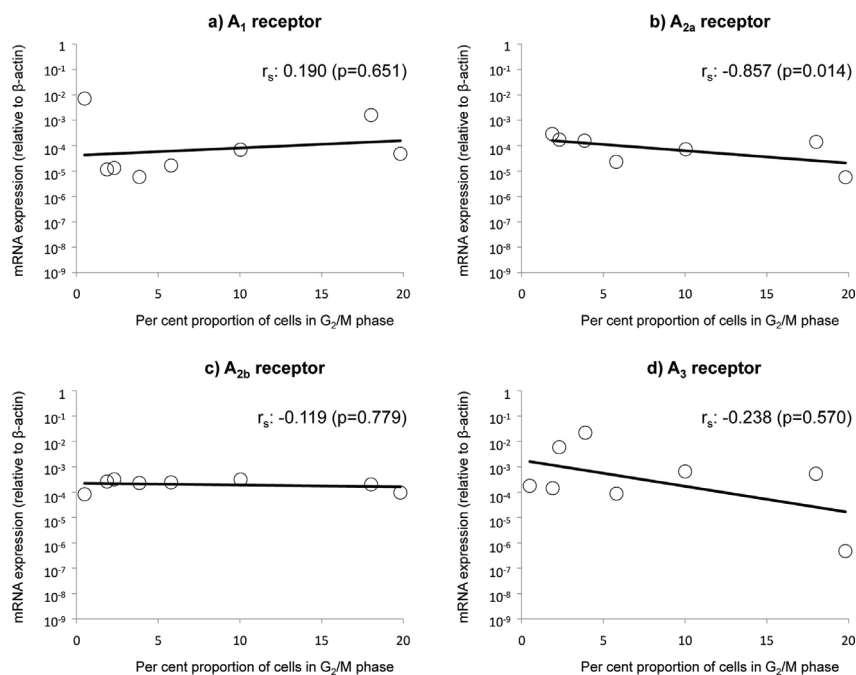 a) A₁ receptor
mRNA expression (relative to β-actin)
1
10⁻¹
10⁻²
10⁻³
10⁻⁴
10⁻⁵
10⁻⁶
10⁻⁷
10⁻⁸
10⁻⁹
rₛ: 0.190 (p=0.651)
0 5 10 15 20
Per cent proportion of cells in G₂/M phase
b) A₂ₐ receptor
mRNA expression (relative to β-actin)
1
10⁻¹
10⁻²
10⁻³
10⁻⁴
10⁻⁵
10⁻⁶
10⁻⁷
10⁻⁸
10⁻⁹
rₛ: -0.857 (p=0.014)
0 5 10 15 20
Per cent proportion of cells in G₂/M phase
c) A₂b receptor
mRNA expression (relative to β-actin)
1
10⁻¹
10⁻²
10⁻³
10⁻⁴
10⁻⁵
10⁻⁶
10⁻⁷
10⁻⁸
10⁻⁹
rₛ: -0.119 (p=0.779)
0 5 10 15 20
Per cent proportion of cells in G₂/M phase
d) A₃ receptor
mRNA expression (relative to β-actin)
1
10⁻¹
10⁻²
10⁻³
10⁻⁴
10⁻⁵
10⁻⁶
10⁻⁷
10⁻⁸
10⁻⁹
rₛ: -0.238 (p=0.570)
0 5 10 15 20
Per cent proportion of cells in G₂/M phase